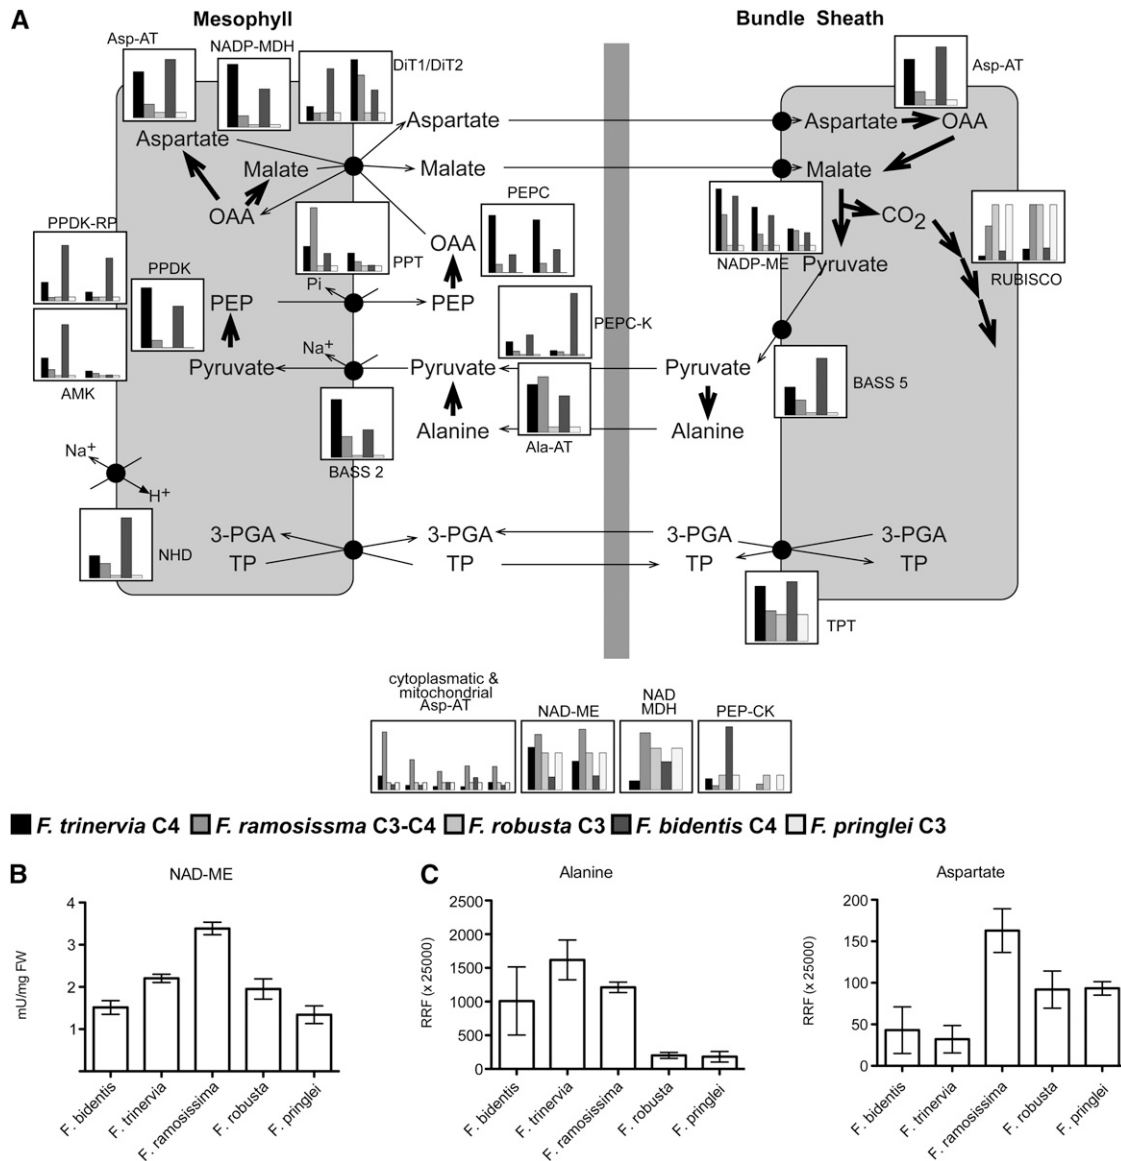 A
Mesophyll
Bundle Sheath
Asp-AT
NADP-MDH
DiT1/DiT2
Asp-AT
Aspartate
Aspartate
Aspartate
OAA
Malate
Malate
Malate
OAA
PEPC
CO2
PPDK-RP
PPDK
PPT
OAA
NADP-ME
Pyruvate
RUBISCO
Pi
PEP
PEP
PEPC-K
Na+
Pyruvate
Pyruvate
Pyruvate
BASS 5
AMK
Alanine
Ala-AT
Alanine
BASS 2
Na+
H+
NHD
3-PGA
3-PGA
3-PGA
3-PGA
TP
TP
TP
TP
TPT
cytoplasmatic &
mitochondrial
Asp-AT
NAD-ME
NAD
MDH
PEP-CK
F. trinervia C4
F. ramosissma C3-C4
F. robusta C3
F. bidentis C4
F. pringlei C3
B
NAD-ME
mU/mg FW
4
3
2
1
F. bidentis
F. trinervia
F. ramosissima
F. robusta
F. pringlei
C
Alanine
RRF (x 25000)
2500
2000
1500
1000
500
0
F. bidentis
F. trinervia
F. ramosissima
F. robusta
F. pringlei
Aspartate
RRF (x 25000)
200
150
100
50
0
F. bidentis
F. trinervia
F. ramosissima
F. robusta
F. pringlei